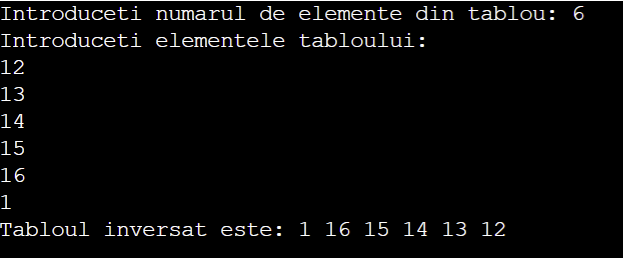 Introduceti numarul de elemente din tablou: 6
Introduceti elementele tabloului:
12
13
14
15
16
1
Tabloul inversat este: 1 16 15 14 13 12